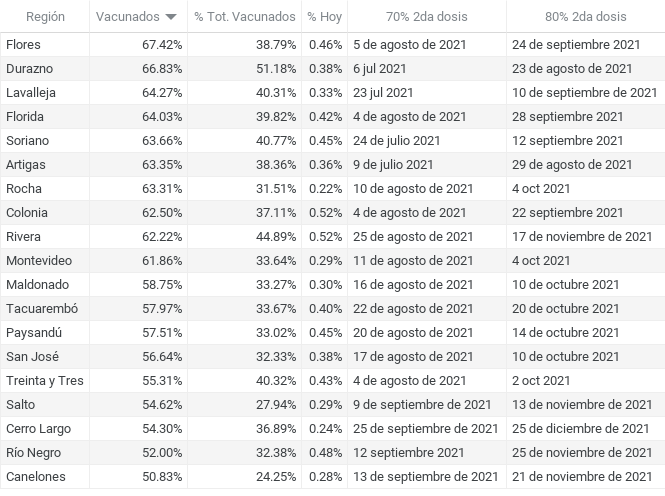 Región Vacunados % Tot. Vacunados % Hoy 70% 2da dosis 80% 2da dosis
Flores 67.42% 38.79% 0.46% 5 de agosto de 2021 24 de septiembre 2021
Durazno 66.83% 51.18% 0.38% 6 jul 2021 23 de agosto de 2021
Lavalleja 64.27% 40.31% 0.33% 23 jul 2021 10 de septiembre de 2021
Florida 64.03% 39.82% 0.42% 4 de agosto de 2021 28 septiembre 2021
Soriano 63.66% 40.77% 0.45% 24 de julio 2021 12 septiembre 2021
Artigas 63.35% 38.36% 0.36% 9 de julio 2021 29 de agosto de 2021
Rocha 63.31% 31.51% 0.22% 10 de agosto de 2021 4 oct 2021
Colonia 62.50% 37.11% 0.52% 4 de agosto de 2021 22 septiembre 2021
Rivera 62.22% 44.89% 0.52% 25 de agosto de 2021 17 de noviembre de 2021
Montevideo 61.86% 33.64% 0.29% 11 de agosto de 2021 4 oct 2021
Maldonado 58.75% 33.27% 0.30% 16 de agosto de 2021 10 de octubre 2021
Tacuarembó 57.97% 33.67% 0.40% 22 de agosto de 2021 20 de octubre 2021
Paysandú 57.51% 33.02% 0.45% 20 de agosto de 2021 14 de octubre 2021
San José 56.64% 32.33% 0.38% 17 de agosto de 2021 10 de octubre 2021
Treinta y Tres 55.31% 40.32% 0.43% 4 de agosto de 2021 2 oct 2021
Salto 54.62% 27.94% 0.29% 9 de septiembre de 2021 13 de noviembre de 2021
Cerro Largo 54.30% 36.89% 0.24% 25 de septiembre de 2021 25 de diciembre de 2021
Río Negro 52.00% 32.38% 0.48% 12 septiembre 2021 25 de noviembre de 2021
Canelones 50.83% 24.25% 0.28% 13 de septiembre de 2021 21 de noviembre de 2021